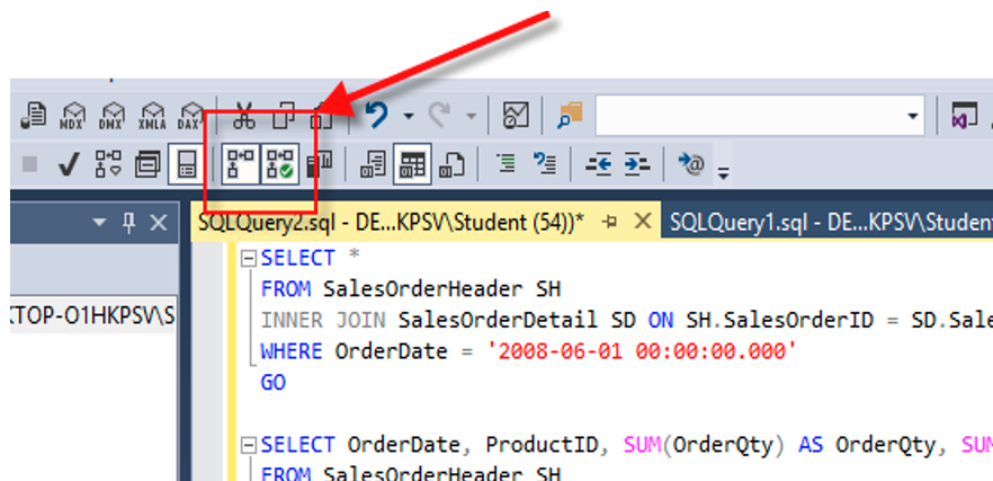 MDX DMX XMLA DAX
SQLQuery2.sql - DE...KPSV\Student (54))* SQLQuery1.sql - DE...KPSV\Student
SELECT *
FROM SalesOrderHeader SH
KTOP-O1HKPSV\S
INNER JOIN SalesOrderDetail SD ON SH.SalesOrderID = SD.Sale
WHERE OrderDate = '2008-06-01 00:00:00.000'
GO
SELECT OrderDate, ProductID, SUM(OrderQty) AS OrderQty, SUM
FROM SalesOrderHeader SH